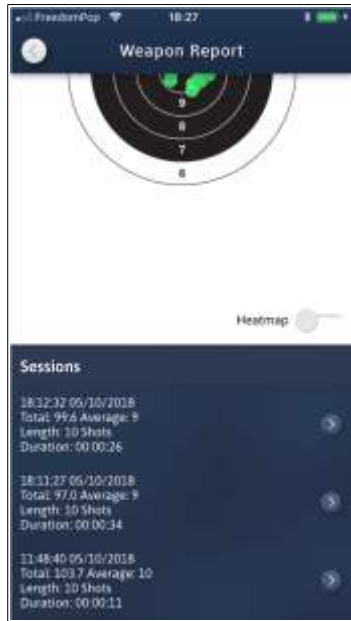 FreedomPop 18:27
Weapon Report
9
8
7
6
Heatmap
Sessions
18:12:32 05/10/2018
Total: 99.6 Average: 9
Length: 10 Shots
Duration: 00:00:26
18:11:27 05/10/2018
Total: 97.0 Average: 9
Length: 10 Shots
Duration: 00:00:34
11:48:40 05/10/2018
Total: 103.7 Average: 10
Length: 10 Shots
Duration: 00:00:11